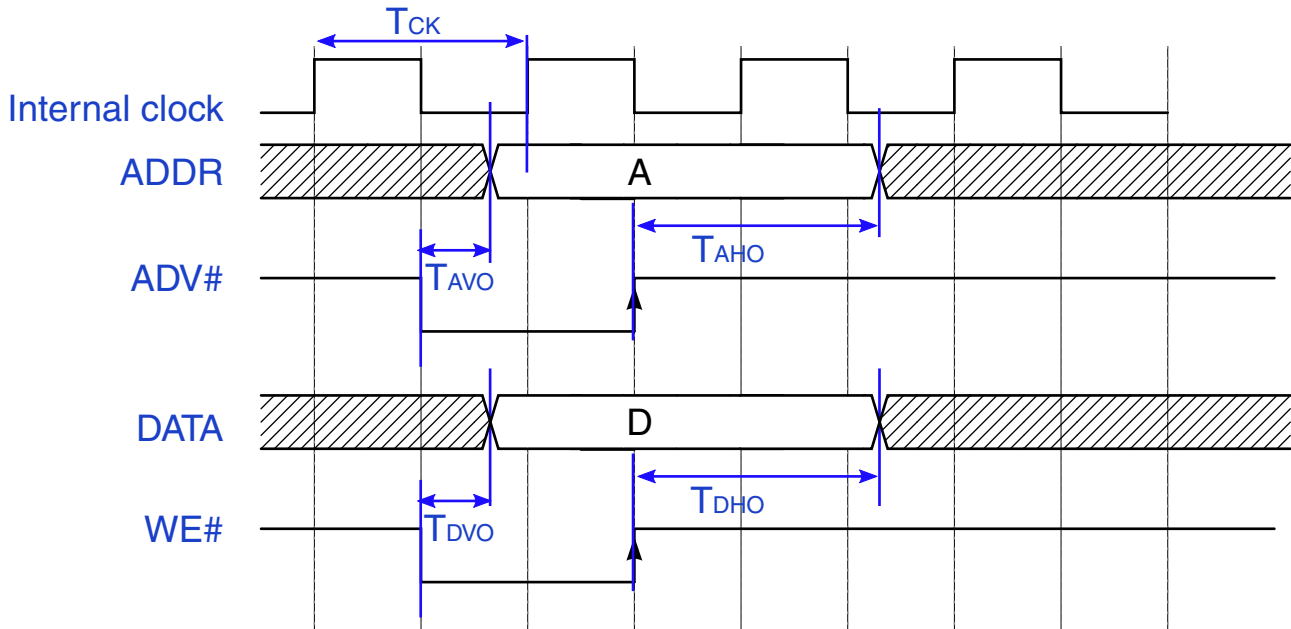 TCK
Internal clock
ADDR
A
TAHO
TAVO
ADV#
DATA
D
TDHO
TDVO
WE#